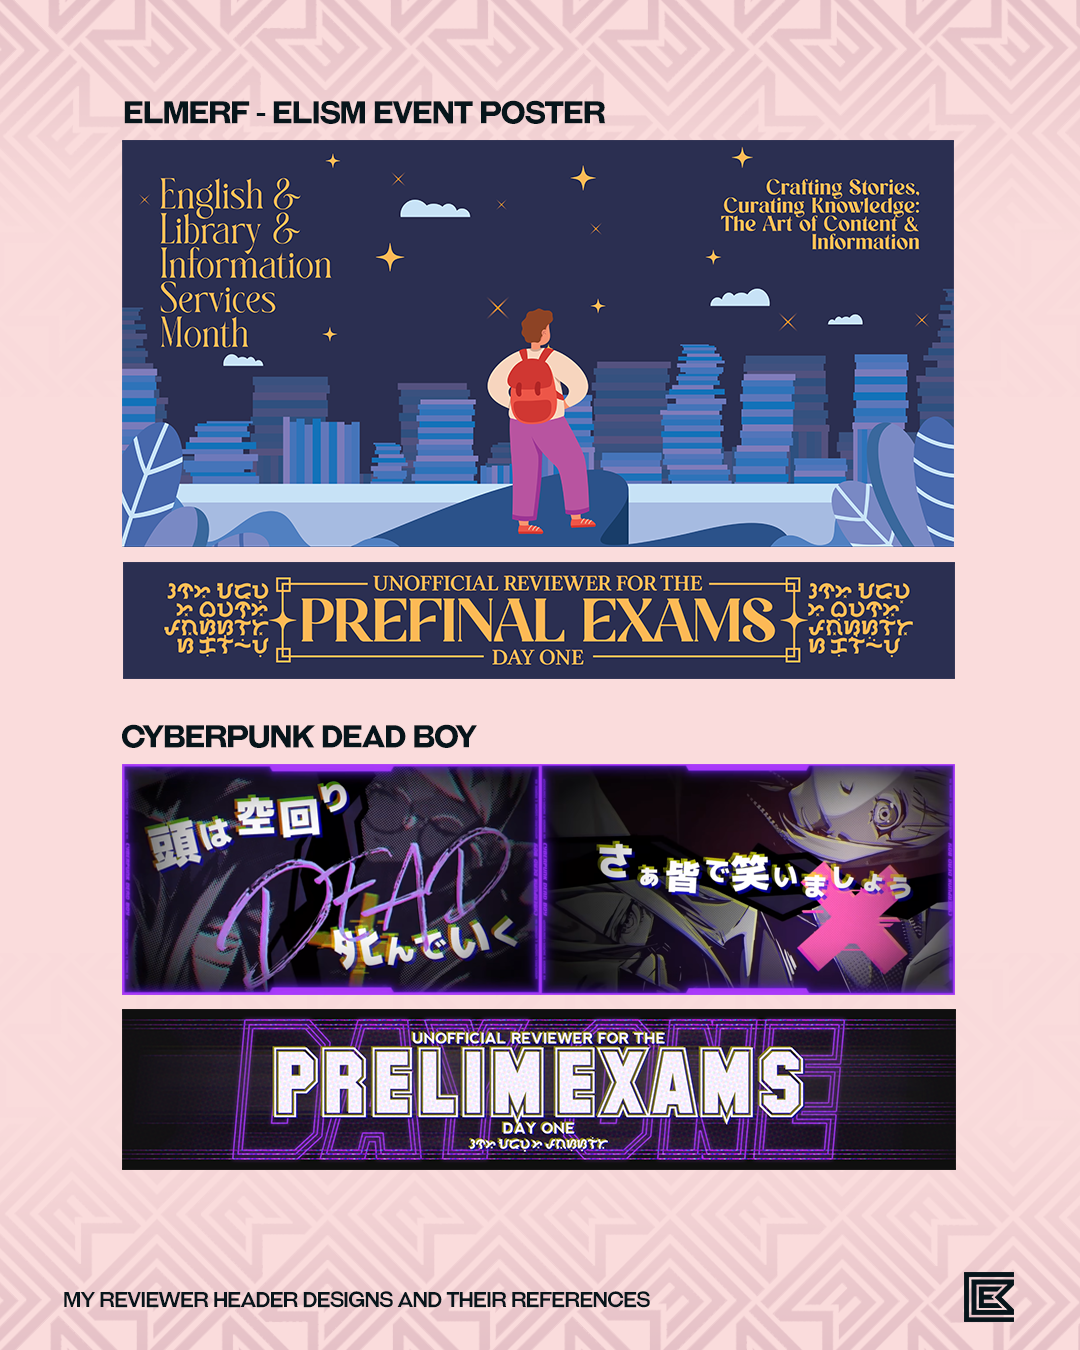 ELMERF - ELISM EVENT POSTER
English &
Library &
Information
Services
Month
Crafting Stories,
Curating Knowledge:
The Art of Content &
Information
UNOFFICIAL REVIEWER FOR THE
PREFINAL EXAMS
DAY ONE
CYBERPUNK DEAD BOY
頭は空回り
DEAD
死んでいく
さぁ皆で笑いましょう
DAY ONE
UNOFFICIAL REVIEWER FOR THE
PRELIM EXAMS
DAY ONE
MY REVIEWER HEADER DESIGNS AND THEIR REFERENCES